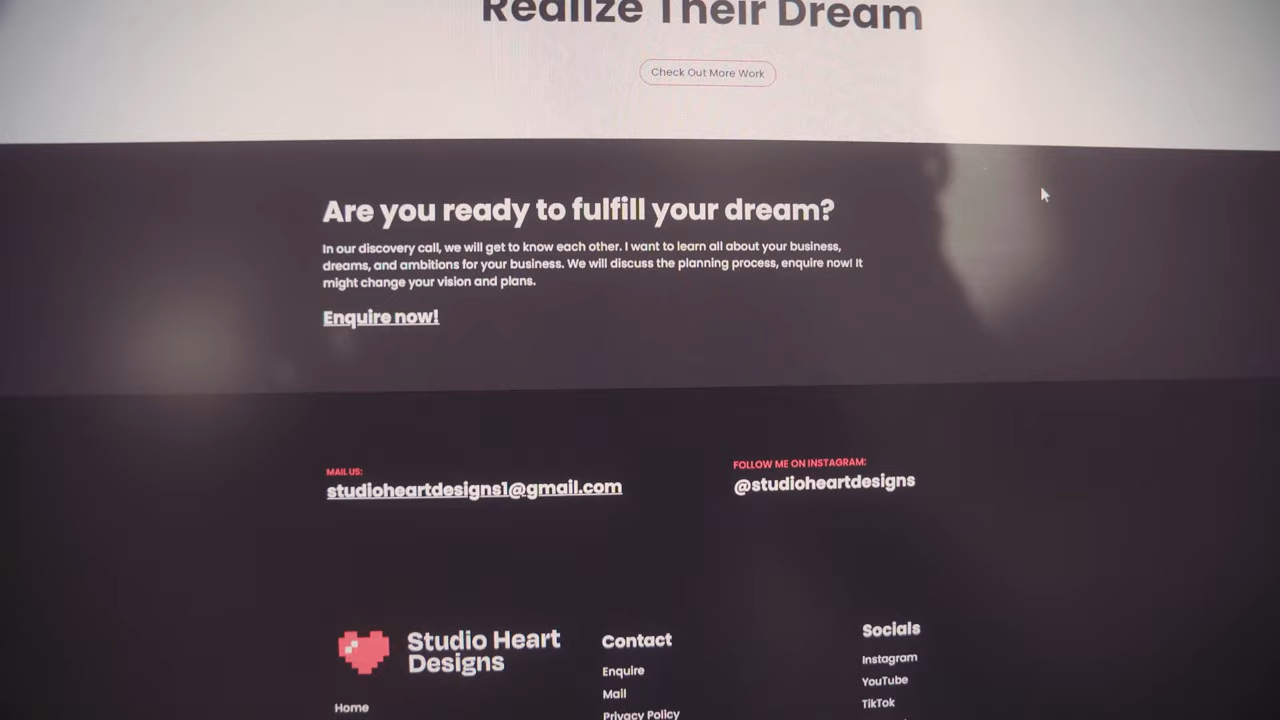 Realize Their Dream
Check Out More Work
Are you ready to fulfill your dream?
In our discovery call, we will get to know each other. I want to learn all about your business,
dreams, and ambitions for your business. We will discuss the planning process, enquire now! It
might change your vision and plans.
Enquire now!
MAIL US:
studioheartdesigns1@gmail.com
FOLLOW ME ON INSTAGRAM:
@studioheartdesigns
Studio Heart
Designs
Home
Contact
Enquire
Mail
Privacy Policy
Socials
Instagram
YouTube
TikTok